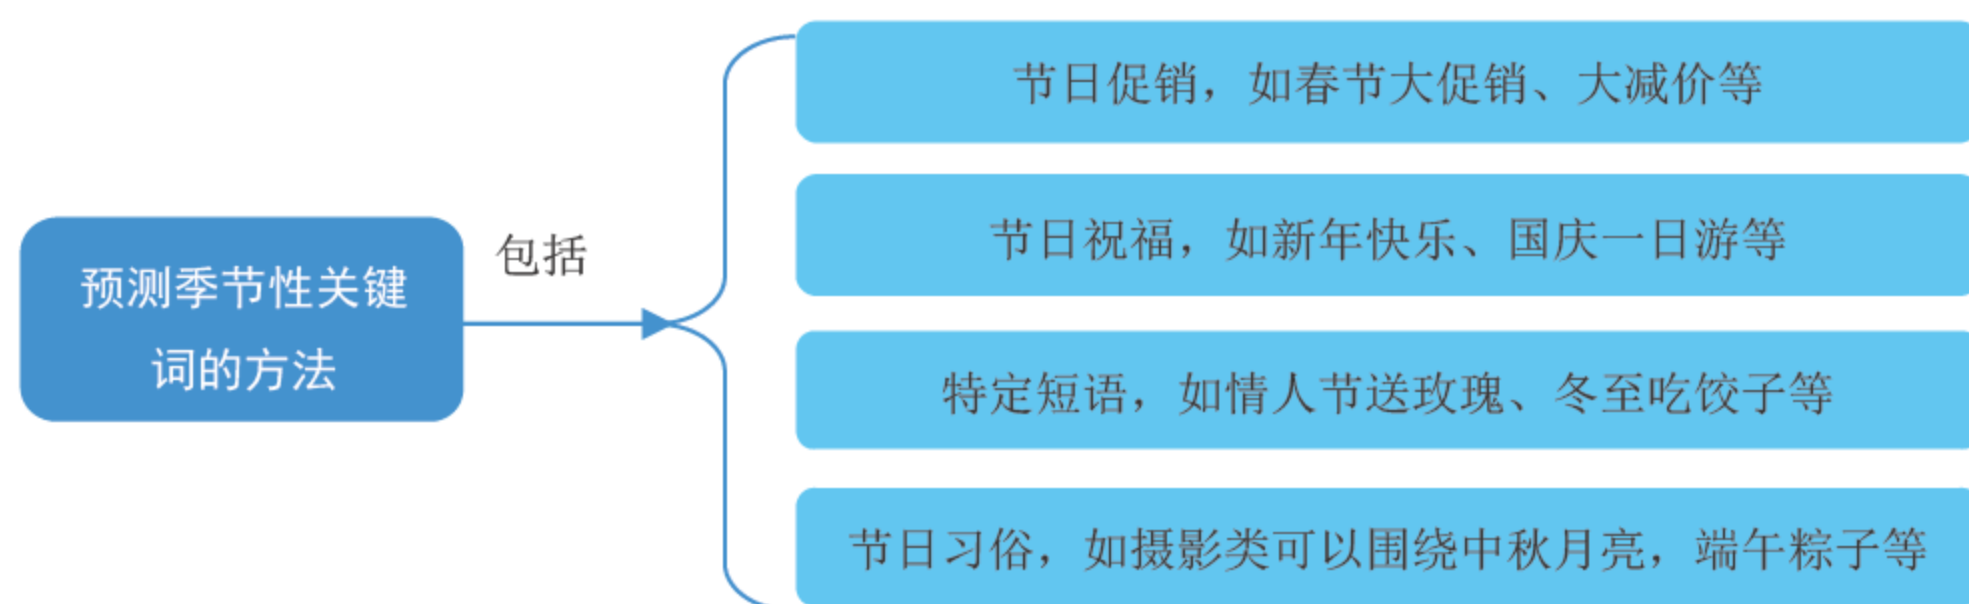 预测季节性关键
词的方法
包括
节日促销，如春节大促销、大减价等
节日祝福，如新年快乐、国庆一日游等
特定短语，如情人节送玫瑰、冬至吃饺子等
节日习俗，如摄影类可以围绕中秋月亮，端午粽子等